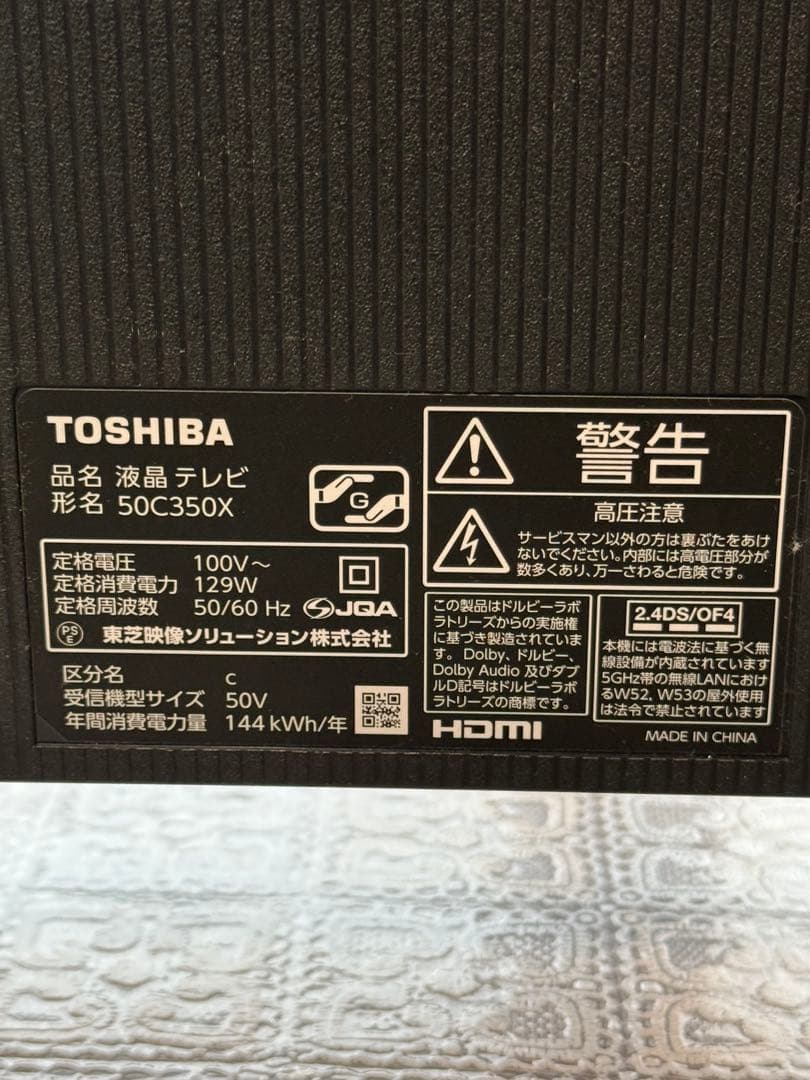 TOSHIBA
品名 液晶テレビ
形名 50C350X
G
定格電圧 100V～
定格消費電力 129W
定格周波数 50/60 Hz
JQA
PS
E
東芝映像ソリューション株式会社
区分名 c
受信機型サイズ 50V
年間消費電力量 144kWh/年
警告
高圧注意
サービスマン以外の方は裏ぶたをあけ
ないでください。内部には高電圧部分が
数多くあり、万一さわると危険です。
この製品はドルビーラボ
ラトリーズからの実施権
に基づき製造されていま
す。Dolby、ドルビー、
Dolby Audio 及びダブ
ルD記号はドルビーラボ
ラトリーズの商標です。
HDMI
2.4DS/OF4
本機には電波法に基づく無
線設備が内蔵されています
5GHz帯の無線LANにおけ
るW52, W53の屋外使用
は法令で禁止されています
MADE IN CHINA